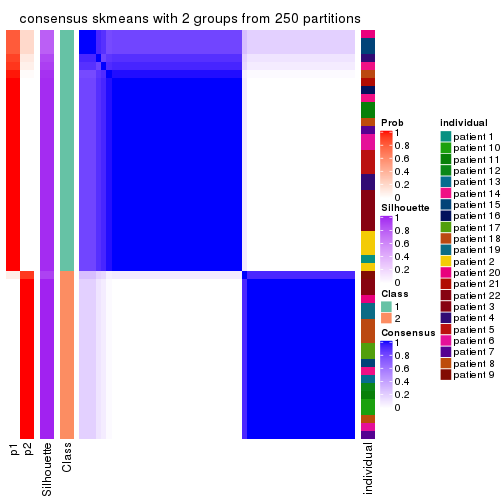 consensus skmeans with 2 groups from 250 partitions
Prob
1
0.8
0.6
0.4
0.2
0
Silhouette
1
0.8
0.6
0.4
0.2
0
Class
1
2
Consensus
1
0.8
0.6
0.4
0.2
0
individual
patient 1
patient 10
patient 11
patient 12
patient 13
patient 14
patient 15
patient 16
patient 17
patient 18
patient 19
patient 2
patient 20
patient 21
patient 22
patient 3
patient 4
patient 5
patient 6
patient 7
patient 8
patient 9
p1
p2
Silhouette
Class
individual